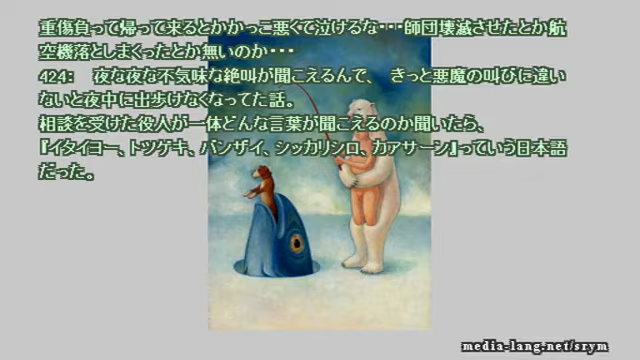 重傷負って帰って来るとかかっこ悪くて泣けるな・・・師団壊滅させたとか航
空機落としまくったとか無いのか・・・
424:　夜な夜な不気味な絶叫が聞こえるんで、　きっと悪魔の叫びに違い
ないと夜中に出歩けなくなってた話。
相談を受けた役人が一体どんな言葉が聞こえるのか聞いたら、
『イタイヨー、トツゲキ、バンザイ、シッカリシロ、カアサーン』っていう日本語
だった。
media-lang.net/srym